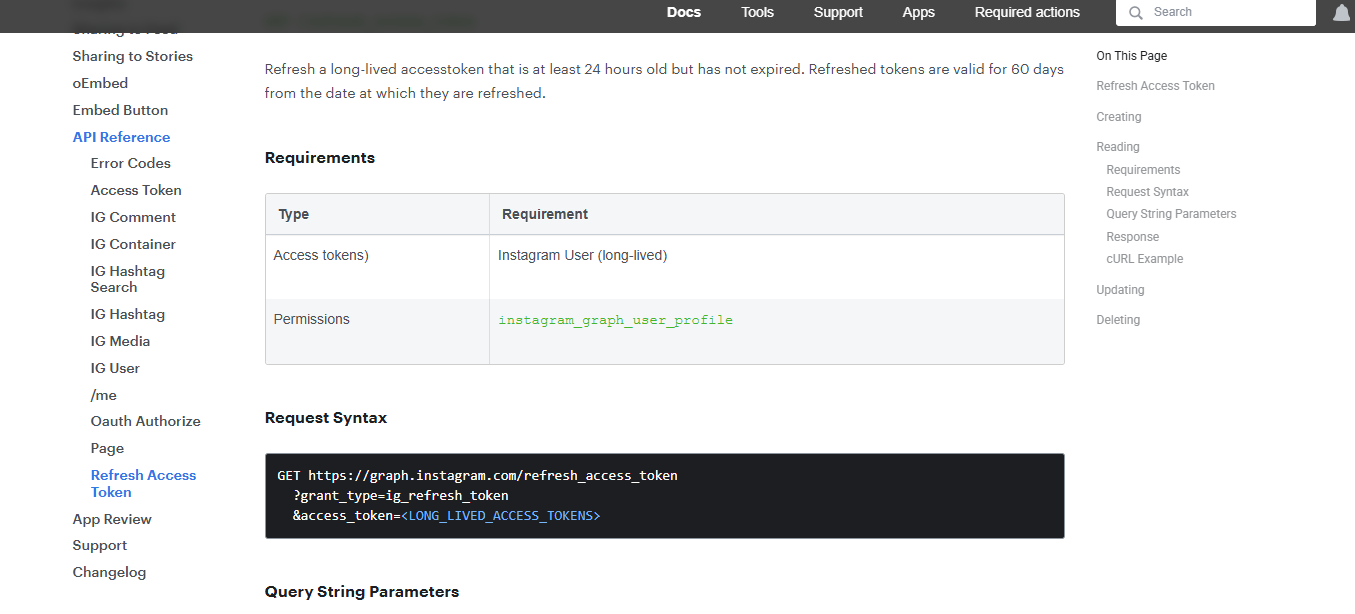 Docs
Tools
Support
Apps
Required actions
Search
Sharing to Feed
Sharing to Stories
oEmbed
Embed Button
API Reference
Error Codes
Access Token
IG Comment
IG Container
IG Hashtag
Search
IG Hashtag
IG Media
IG User
/me
Oauth Authorize
Page
Refresh Access
Token
App Review
Support
Changelog
Refresh a long-lived accesstoken that is at least 24 hours old but has not expired. Refreshed tokens are valid for 60 days
from the date at which they are refreshed.
Requirements
Type Requirement
Access tokens) Instagram User (long-lived)
Permissions instagram_graph_user_profile
Request Syntax
GET https://graph.instagram.com/refresh_access_token
?grant_type=ig_refresh_token
&access_token=<LONG_LIVED_ACCESS_TOKENS>
Query String Parameters
On This Page
Refresh Access Token
Creating
Reading
Requirements
Request Syntax
Query String Parameters
Response
cURL Example
Updating
Deleting